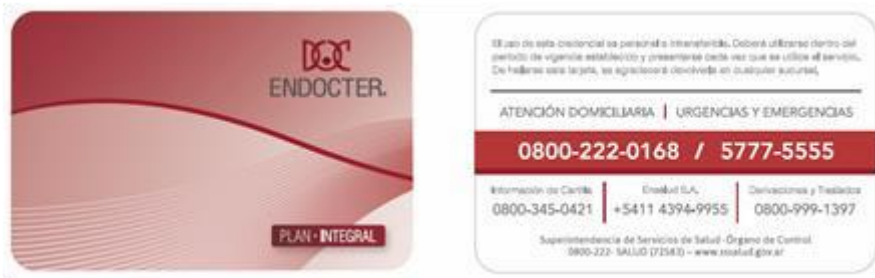 DOC
ENDOCTER.
PLAN • INTEGRAL
El uso de esta credencial es personal e intransferible. Deberá utilizarse dentro del
período de vigencia establecido y presentarse cada vez que se utilice el servicio.
De hallarse esta tarjeta, se agradecerá devolverla en cualquier sucursal.
ATENCIÓN DOMICILIARIA | URGENCIAS Y EMERGENCIAS
0800-222-0168 / 5777-5555
Información de Cartilla
Ensalud S.A.
Derivaciones y Traslados
0800-345-0421
+5411 4394-9955
0800-999-1397
Superintendencia de Servicios de Salud - Órgano de Control
0800-222- SALUD (72583) – www.sssalud.gov.ar